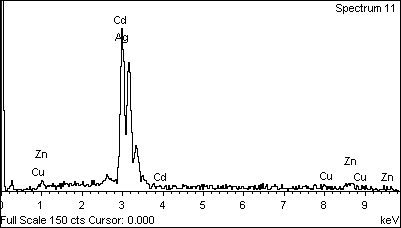 Spectrum 11
Cd
Ag
Zn
Cu
Cd
Zn
Cu
Cu
Zn
0 1 2 3 4 5 6 7 8 9
Full Scale 150 cts Cursor: 0.000 keV